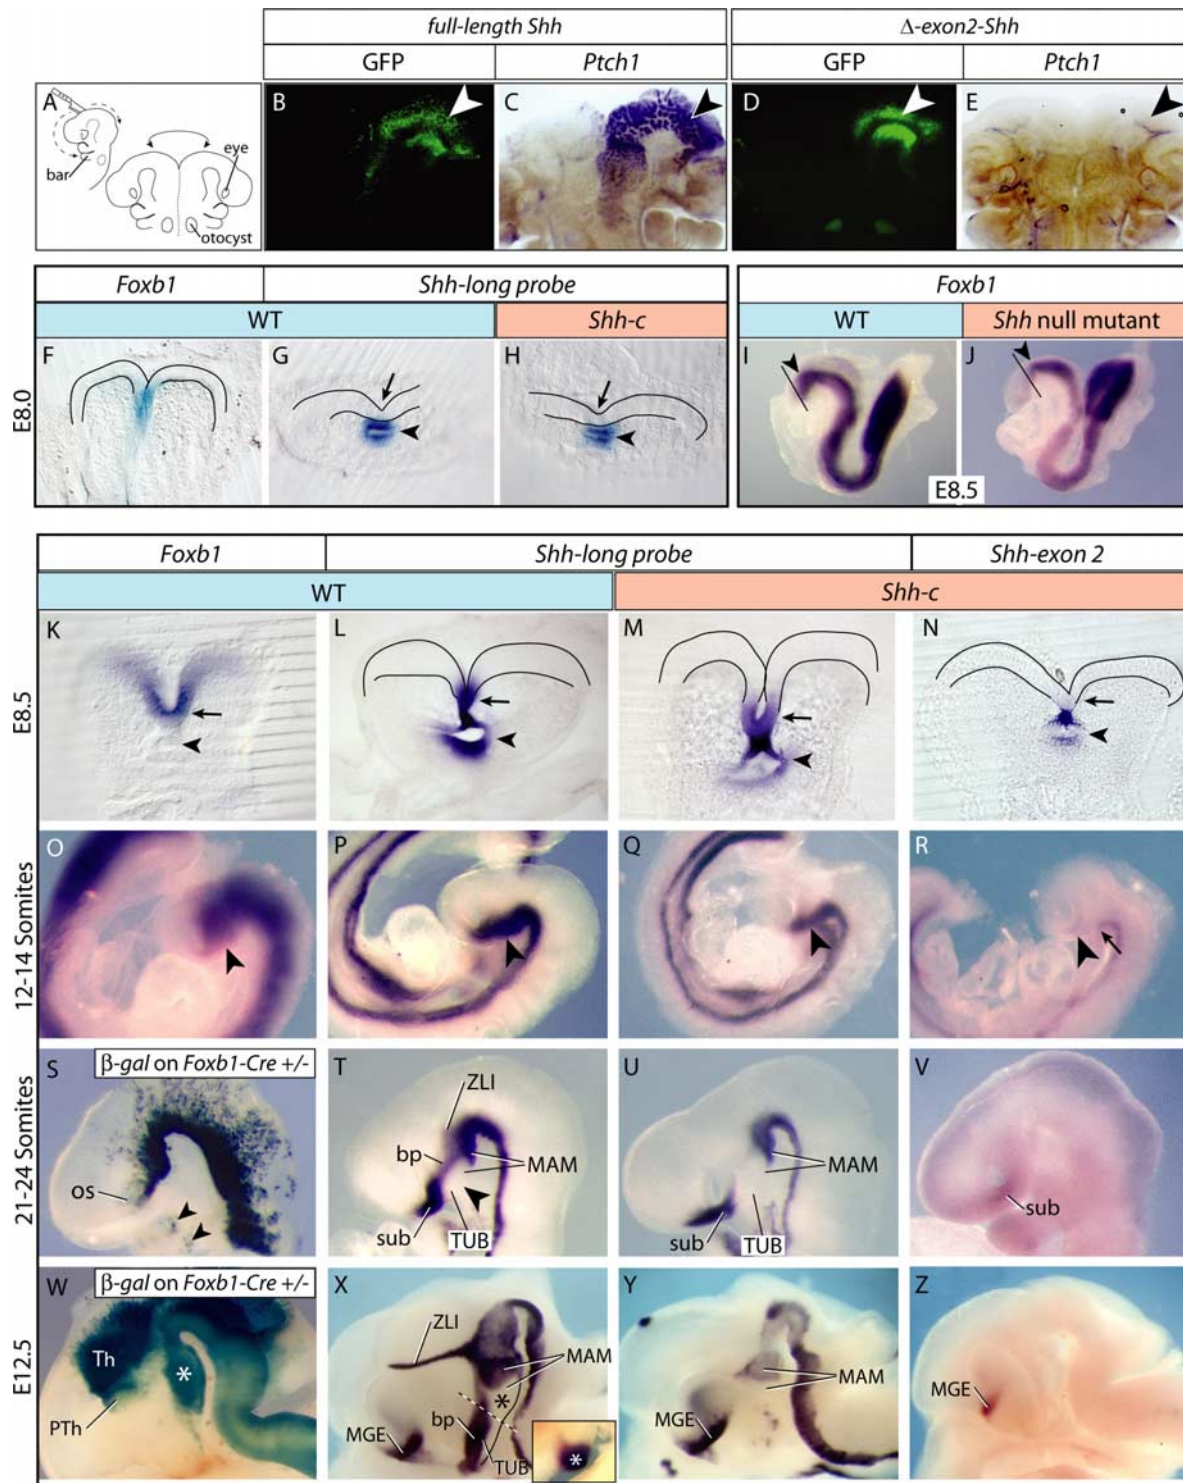 full-length Shh
Δ-exon2-Shh
GFP
Ptch1
GFP
Ptch1
A
bar
eye
otocyst
B
C
D
E
Foxb1
Shh-long probe
Foxb1
WT
Shh-c
WT
Shh null mutant
E8.0
F
G
H
I
J
E8.5
Foxb1
Shh-long probe
Shh-exon 2
WT
Shh-c
E8.5
K
L
M
N
12-14 Somites
O
P
Q
R
21-24 Somites
S
β-gal on Foxb1-Cre +/-
os
T
ZLI
bp
MAM
sub
TUB
U
MAM
sub
TUB
V
sub
E12.5
W
β-gal on Foxb1-Cre +/-
Th
*
PTh
X
ZLI
MAM
*
bp
MGE
TUB
*
Y
MAM
MGE
Z
MGE